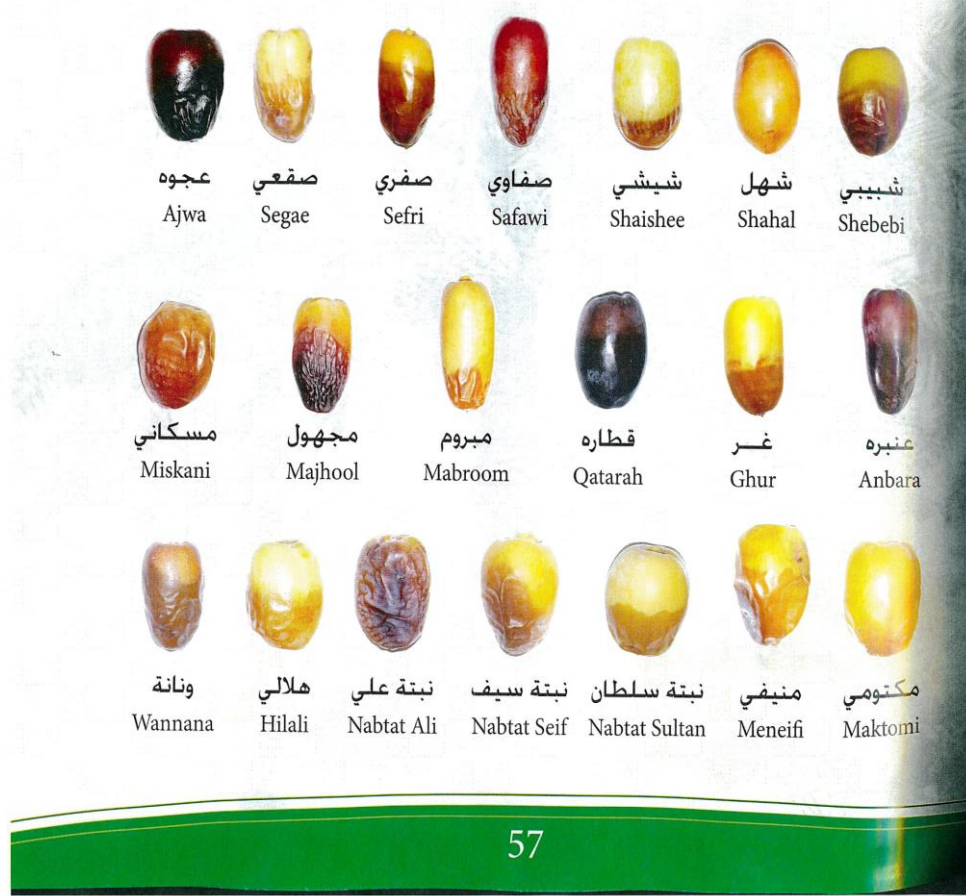 عجوه
Ajwa
صقعي
Segae
صفري
Sefri
صفاوي
Safawi
شيشي
Shaishee
شهل
Shahal
شبيبي
Shebebi
مسكاني
Miskani
مجهول
Majhool
مبروم
Mabroom
قطاره
Qatarah
غــر
Ghur
عنبره
Anbara
ونانة
Wannana
هلالي
Hilali
نبتة علي
Nabtat Ali
نبتة سيف
Nabtat Seif
نبتة سلطان
Nabtat Sultan
منيفي
Meneifi
مكتومي
Maktomi
57